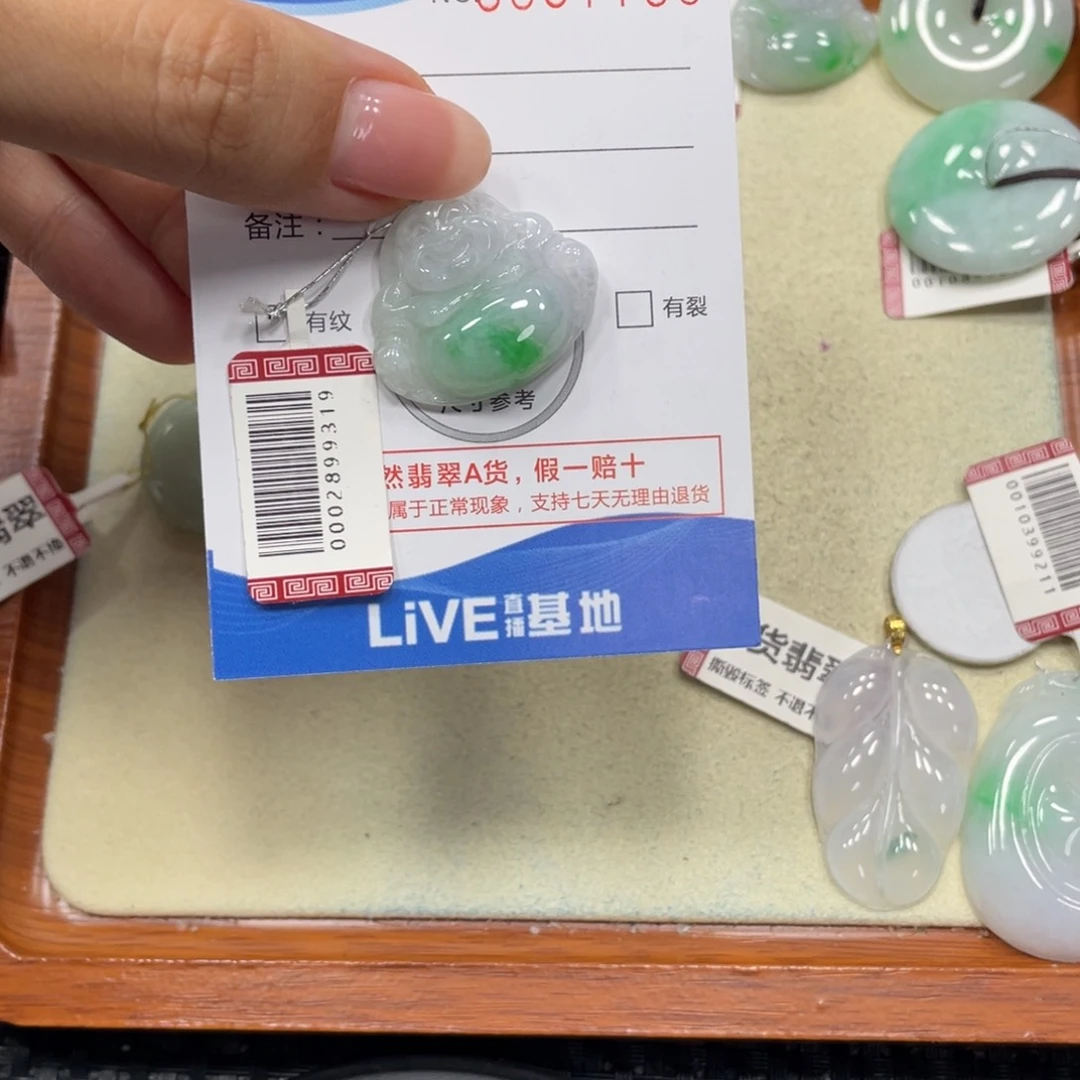 备注：
有纹
有裂
尺寸参考
然翡翠A货，假一赔十
属于正常现象，支持七天无理由退货
LiVE直播基地
0002899319
0010399211
翡翠
不退不换
货翡翠
撕毁标签 不退不